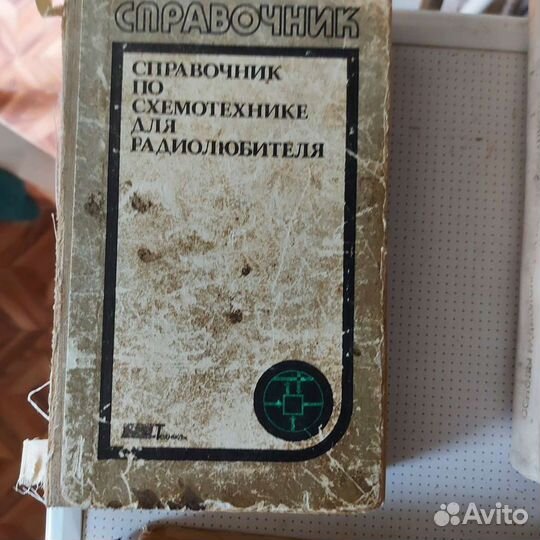 СПРАВОЧНИК
СПРАВОЧНИК
ПО
СХЕМОТЕХНИКЕ
ДЛЯ
РАДИОЛЮБИТЕЛЯ
Avito